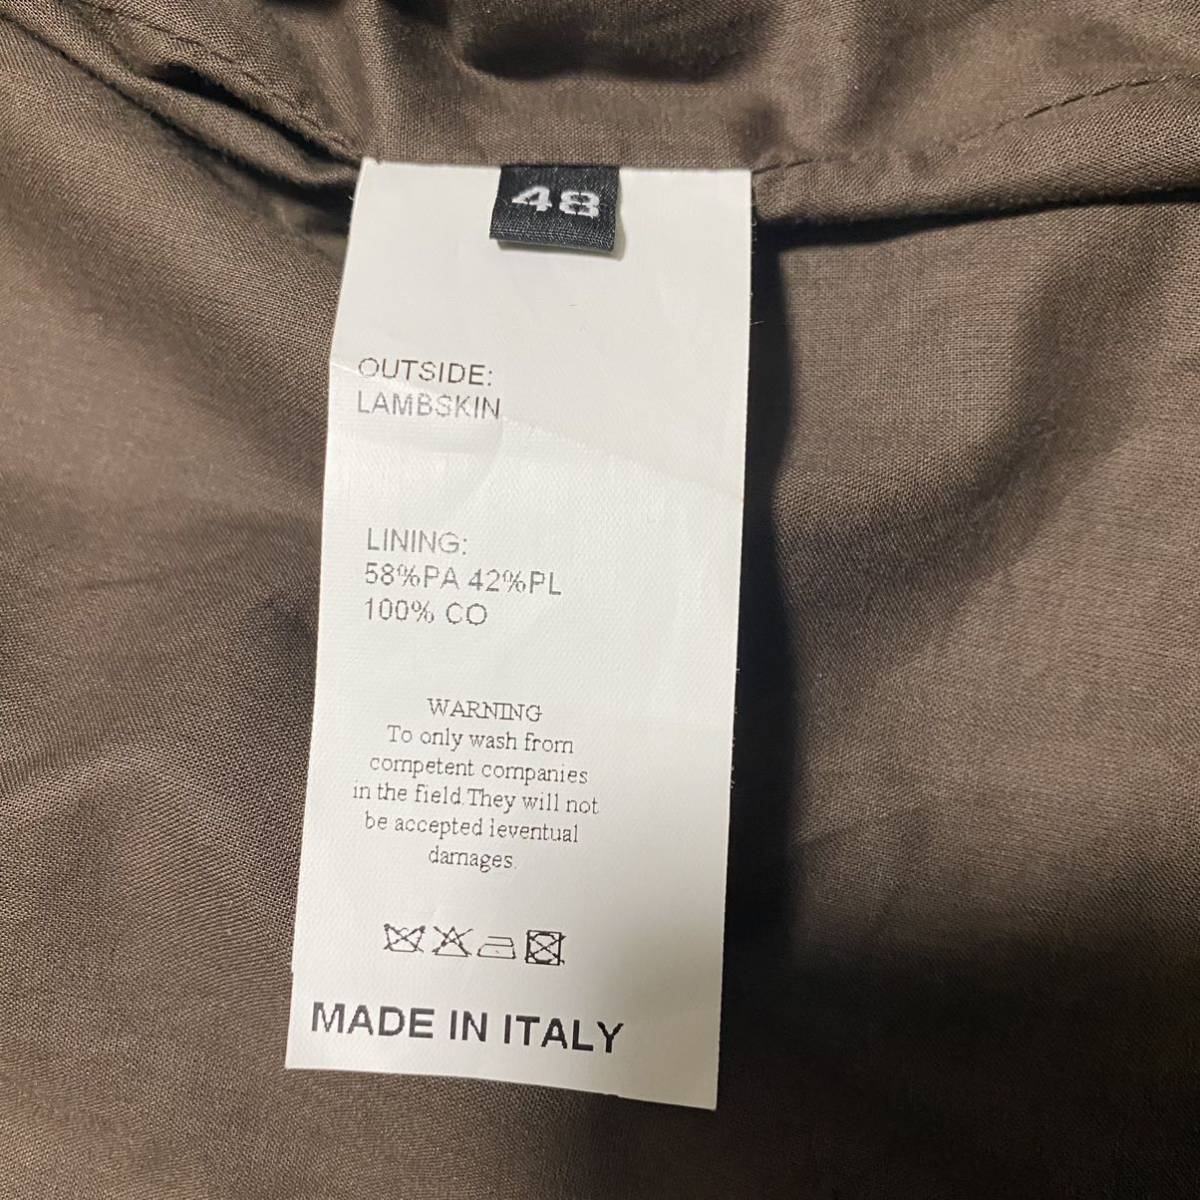 48
OUTSIDE:
LAMBSKIN
LINING:
58%PA 42%PL
100% CO
WARNING
To only wash from
competent companies
in the field.They will not
be accepted ieventual
damages.
MADE IN ITALY